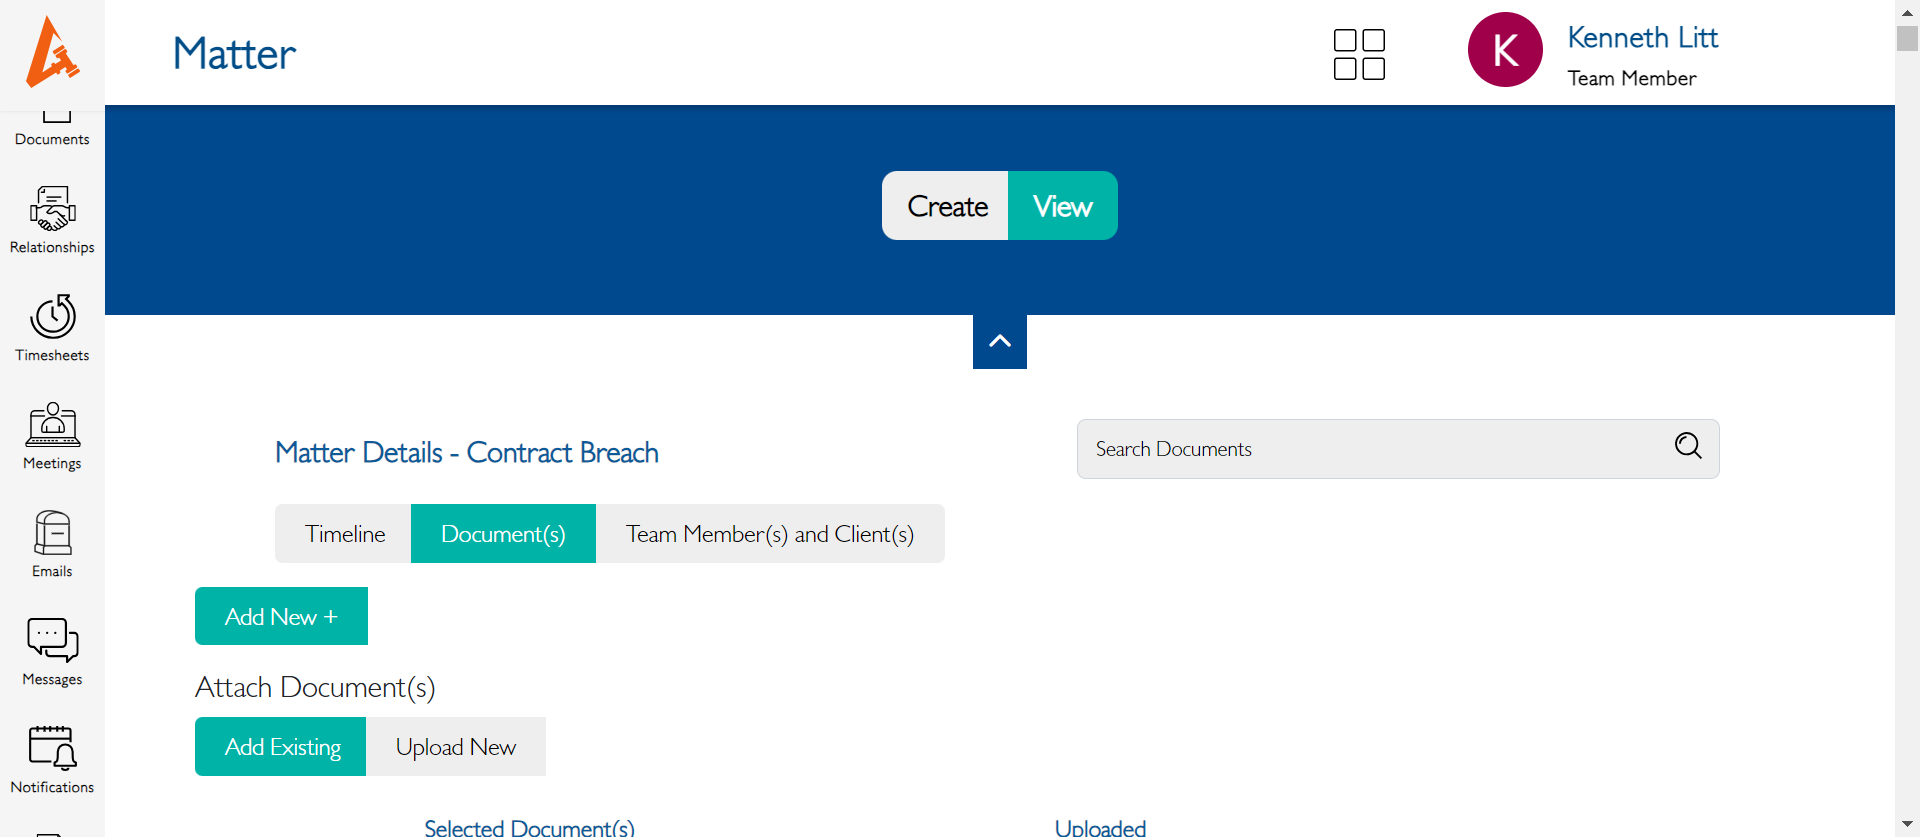 Matter
K
Kenneth Litt
Team Member
Documents
Relationships
Timesheets
Meetings
Emails
Messages
Notifications
Create View
Matter Details - Contract Breach
Search Documents
Timeline Document(s) Team Member(s) and Client(s)
Add New +
Attach Document(s)
Add Existing Upload New
Selected Document(s) Uploaded